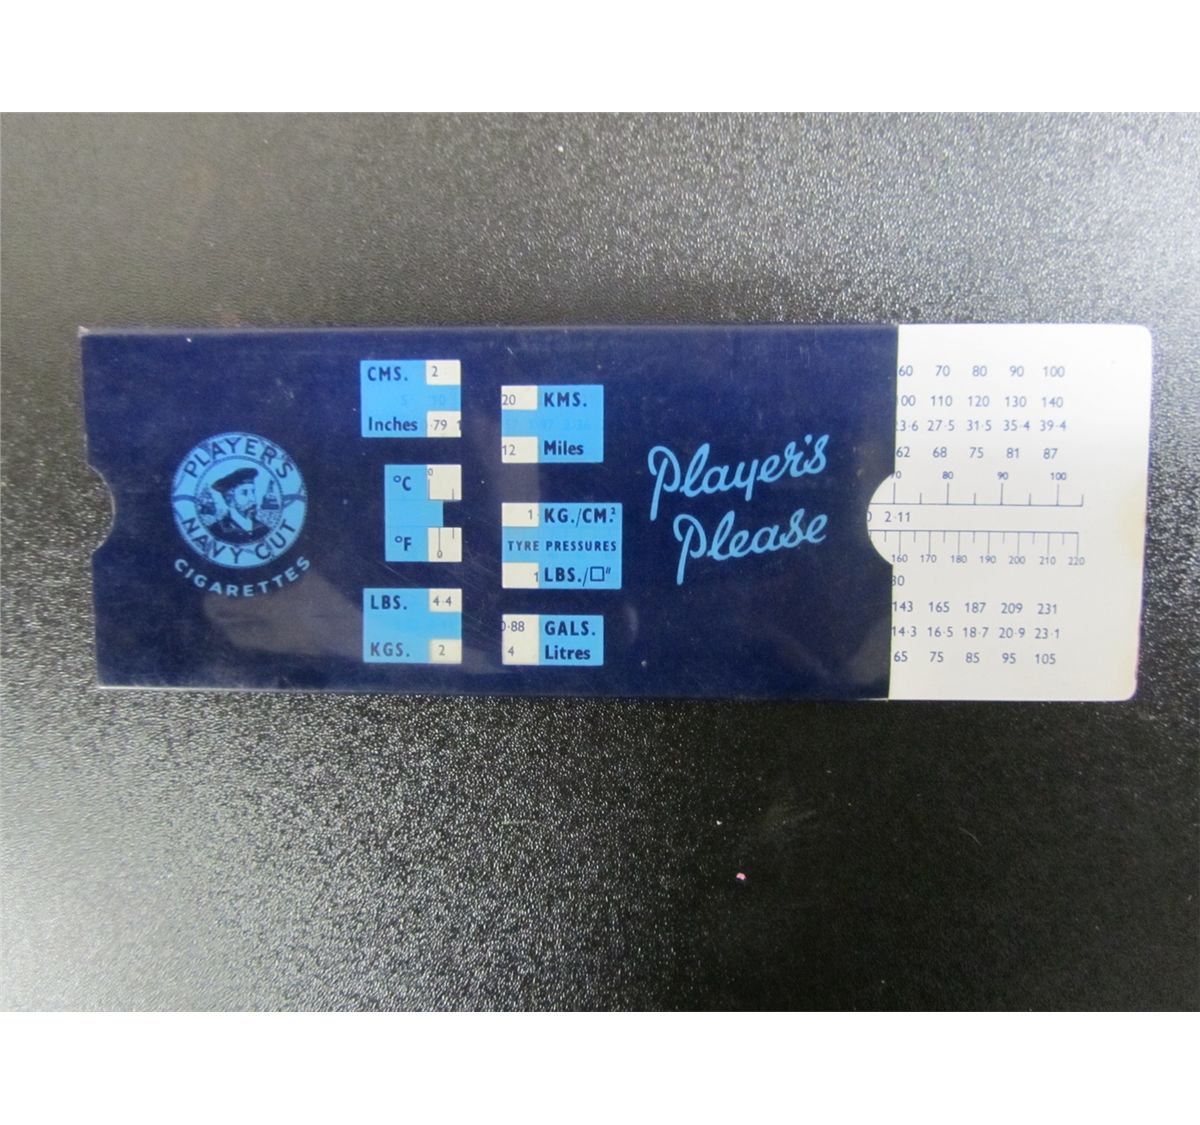 PLAYER'S
NAVY CUT
CIGARETTES
CMS. 2
Inches ·79 1
°C 0
°F 0
LBS. 4·4
KGS. 2
20 KMS.
12 Miles
1· KG./CM.²
TYRE PRESSURES
1 LBS./□"
0·88 GALS.
4 Litres
Player's
Please
60 70 80 90 100
100 110 120 130 140
23·6 27·5 31·5 35·4 39·4
62 68 75 81 87
70 80 90 100
0 2·11
160 170 180 190 200 210 220
30
143 165 187 209 231
14·3 16·5 18·7 20·9 23·1
65 75 85 95 105